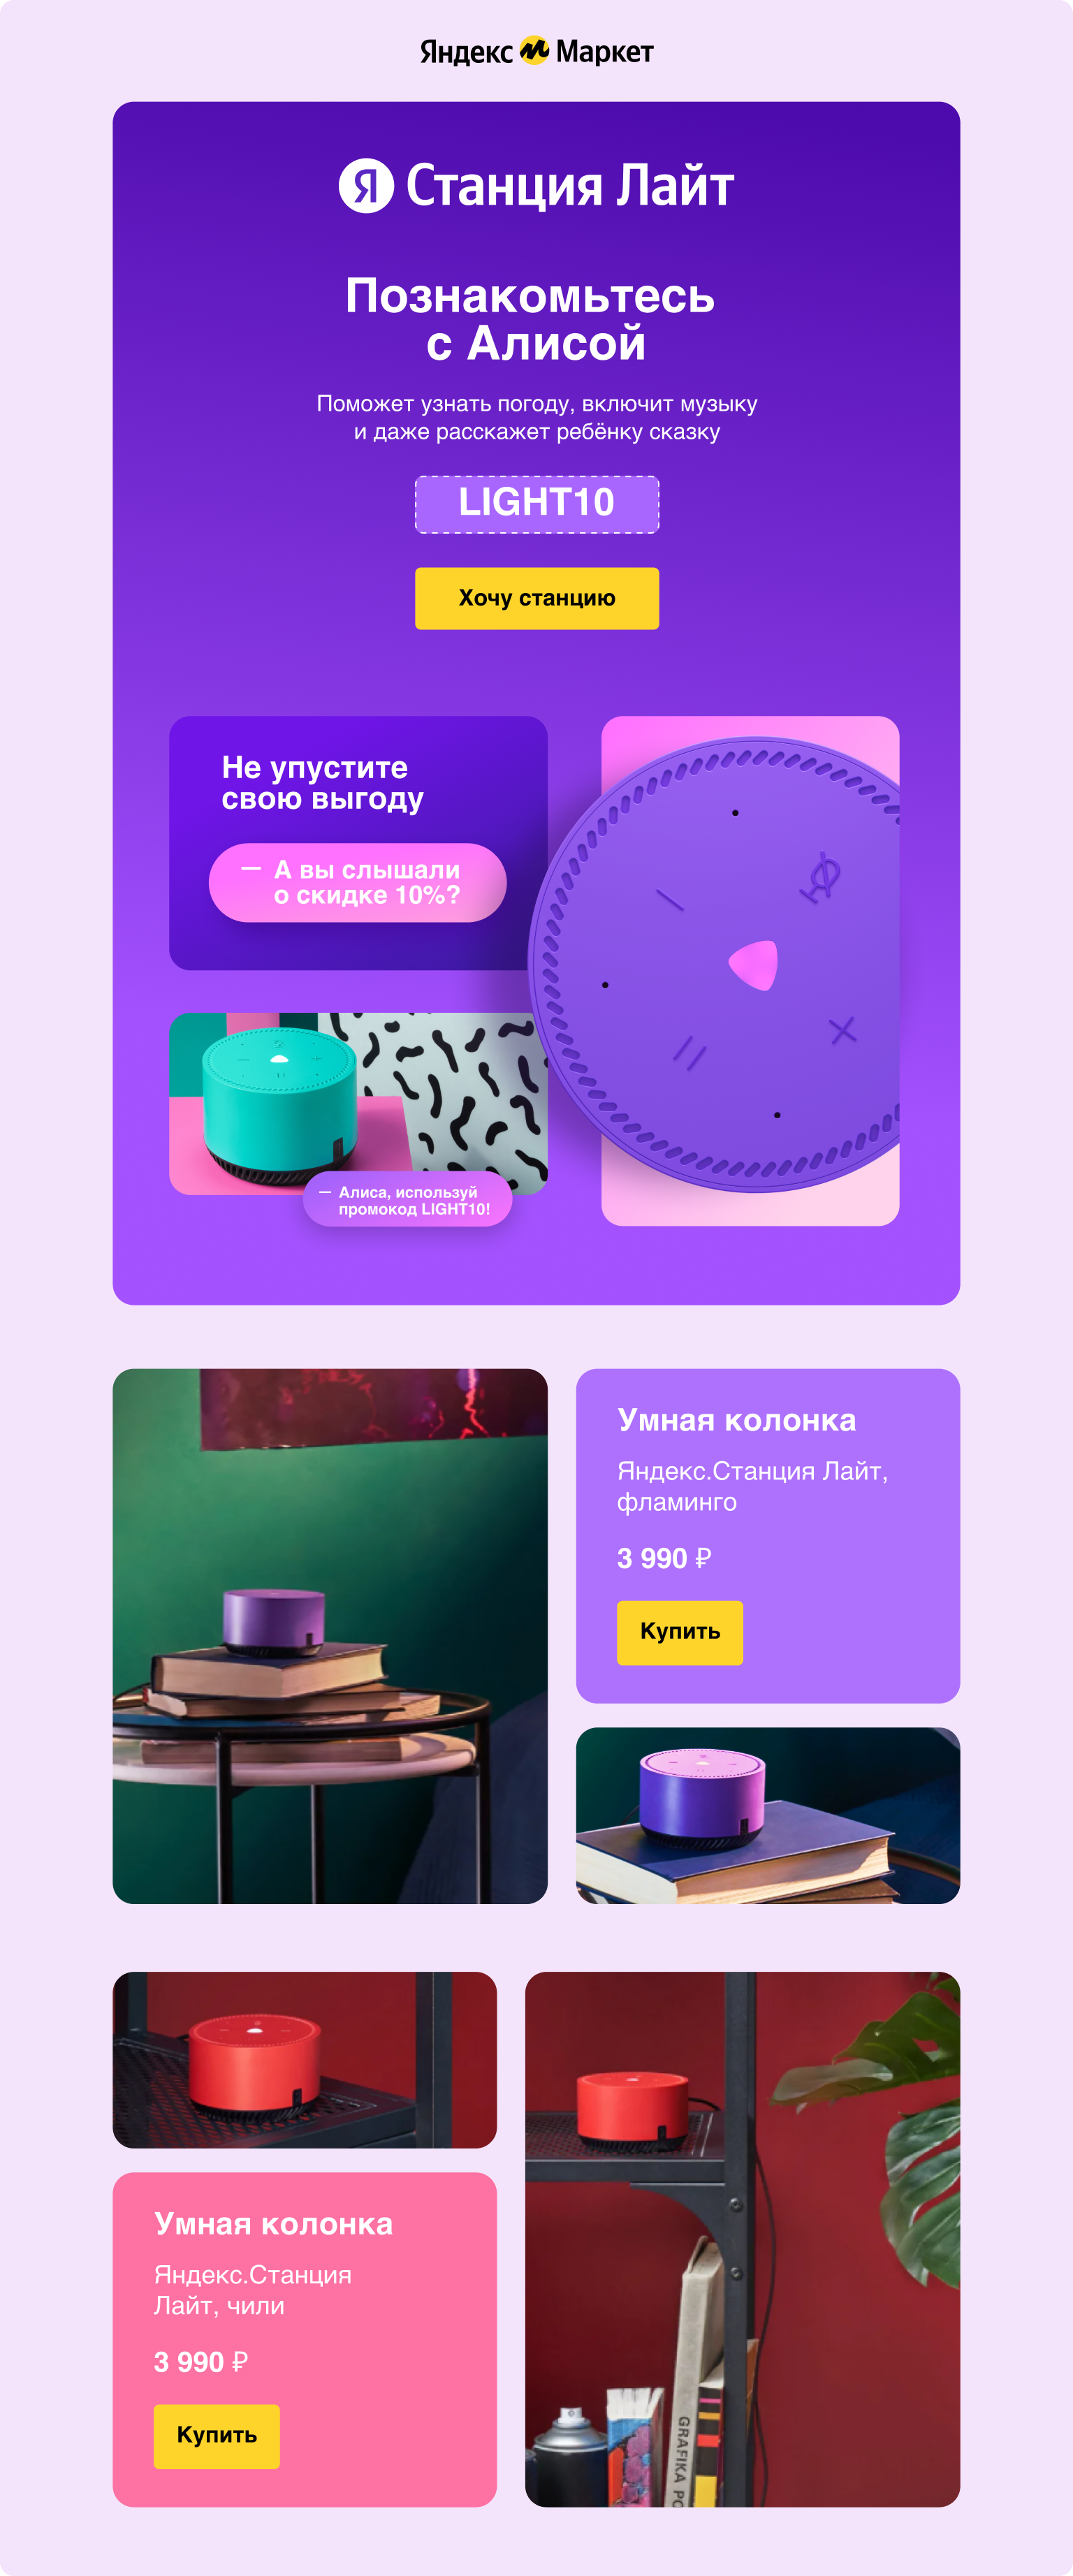 Яндекс Маркет
Я Станция Лайт
Познакомьтесь
с Алисой
Поможет узнать погоду, включит музыку
и даже расскажет ребёнку сказку
LIGHT10
Хочу станцию
Не упустите
свою выгоду
— А вы слышали
о скидке 10%?
— Алиса, используй
промокод LIGHT10!
Умная колонка
Яндекс.Станция Лайт,
фламинго
3 990 ₽
Купить
Умная колонка
Яндекс.Станция
Лайт, чили
3 990 ₽
Купить
GRAFIKA